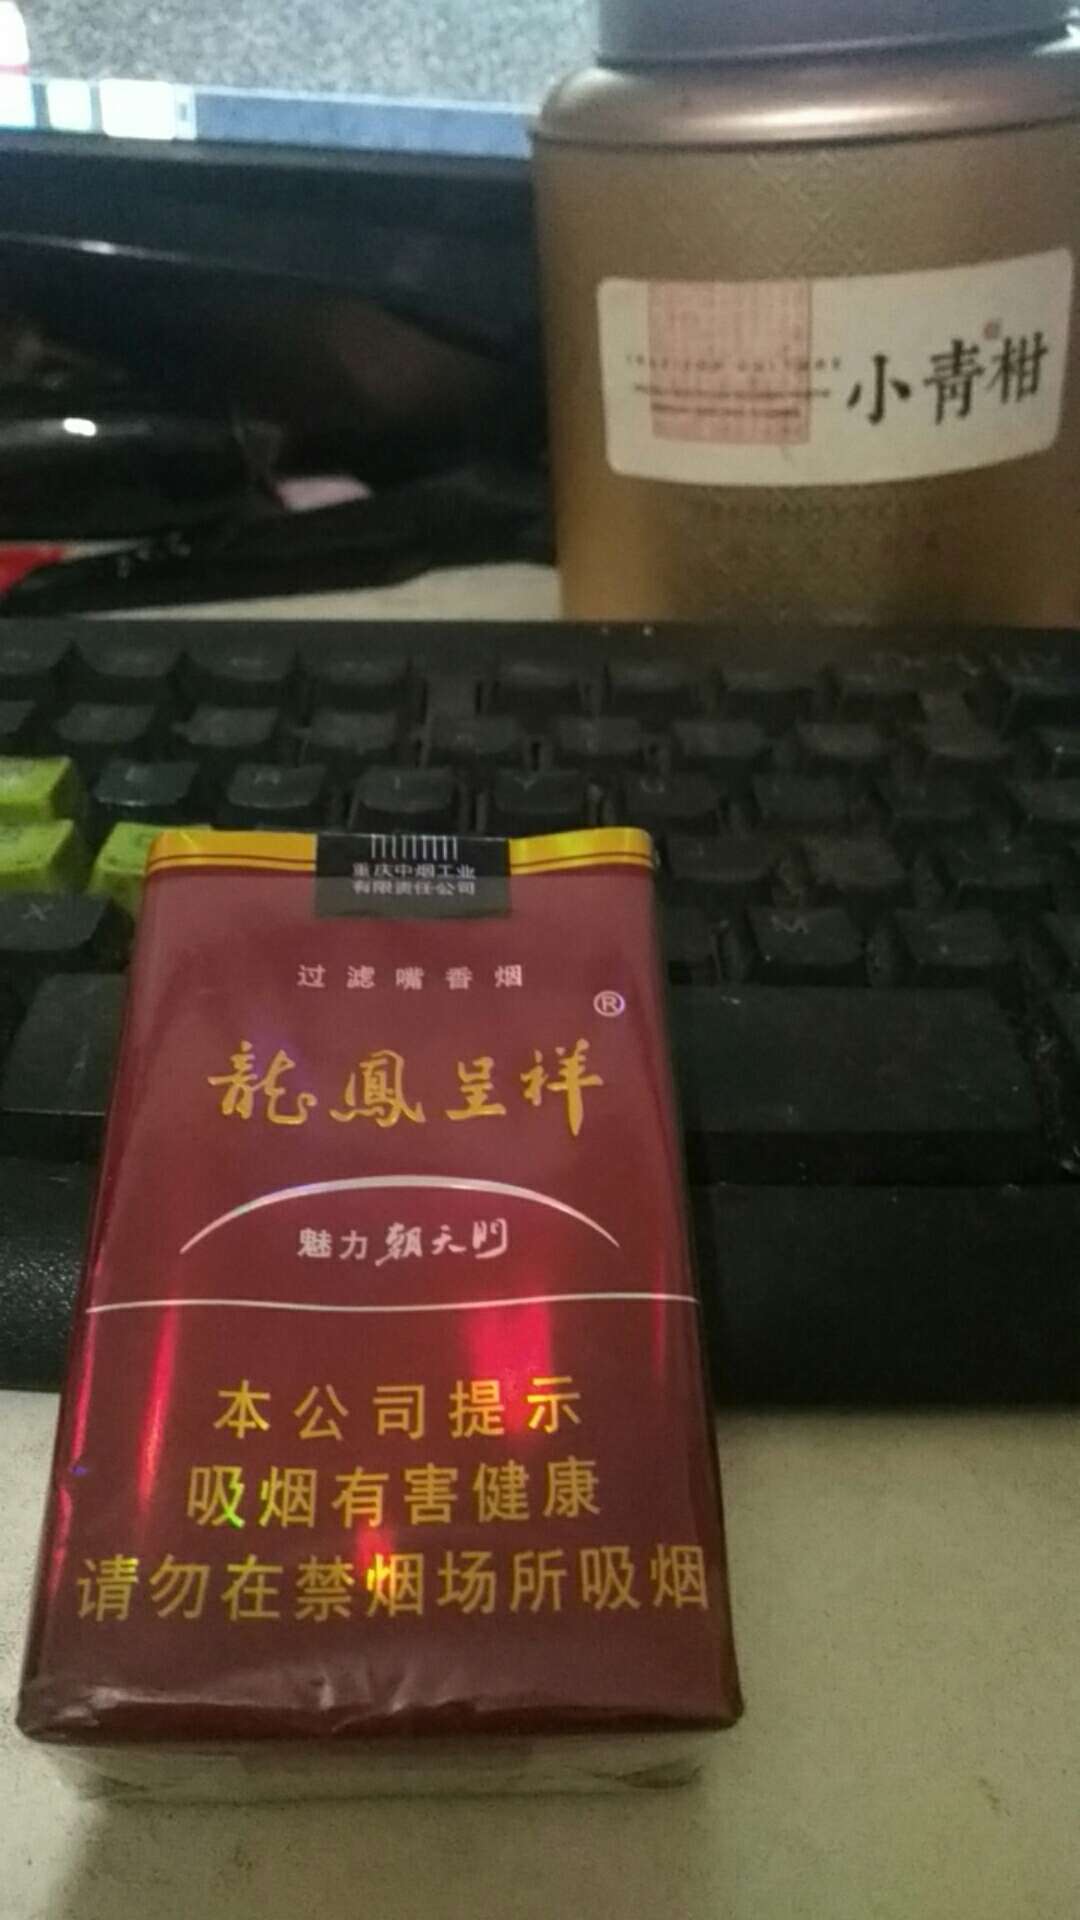 小青柑
重庆中烟工业
有限责任公司
过滤嘴香烟
®
龍鳳呈祥
魅力朝天門
本公司提示
吸烟有害健康
请勿在禁烟场所吸烟